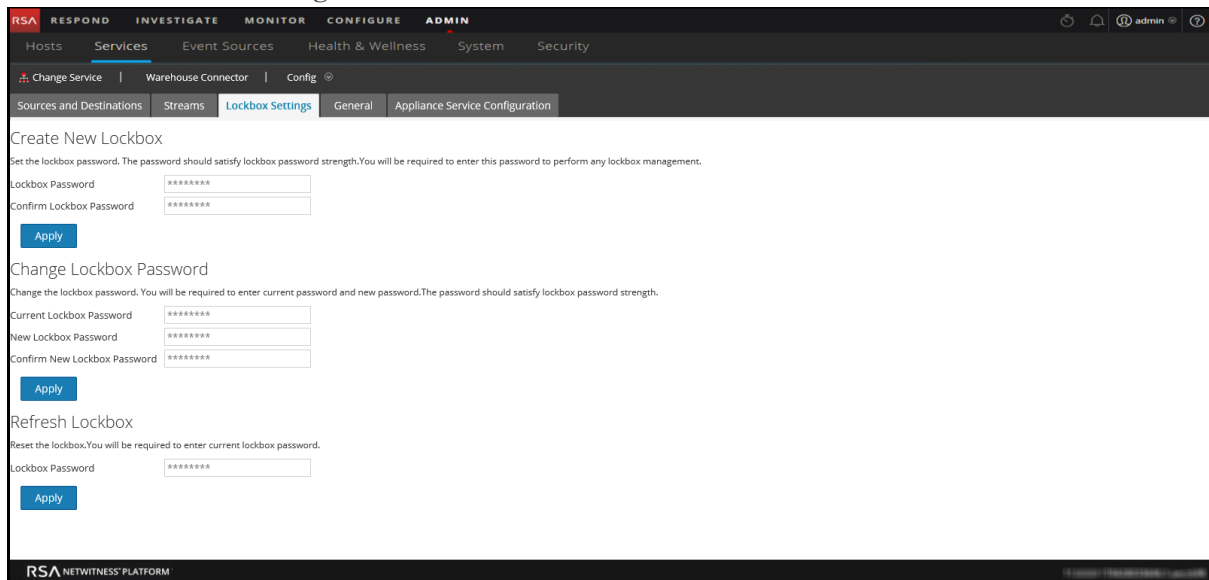 RSA RESPOND INVESTIGATE MONITOR CONFIGURE ADMIN admin
Hosts Services Event Sources Health & Wellness System Security
Change Service | Warehouse Connector | Config
Sources and Destinations Streams Lockbox Settings General Appliance Service Configuration
Create New Lockbox
Set the lockbox password. The password should satisfy lockbox password strength.You will be required to enter this password to perform any lockbox management.
Lockbox Password ********
Confirm Lockbox Password ********
Apply
Change Lockbox Password
Change the lockbox password. You will be required to enter current password and new password.The password should satisfy lockbox password strength.
Current Lockbox Password ********
New Lockbox Password ********
Confirm New Lockbox Password ********
Apply
Refresh Lockbox
Reset the lockbox.You will be required to enter current lockbox password.
Lockbox Password ********
Apply
RSA NETWITNESS® PLATFORM